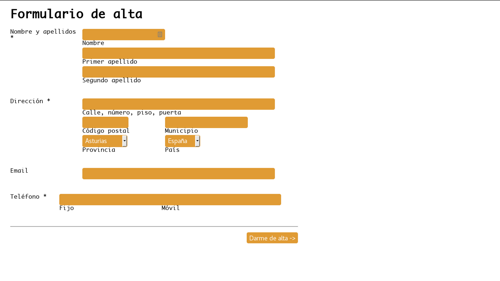 Formulario de alta
Nombre y apellidos
*
Nombre
Primer apellido
Segundo apellido
Dirección *
Calle, número, piso, puerta
Código postal Municipio
Asturias España
Provincia País
Email
Teléfono *
Fijo Móvil
Darme de alta ->